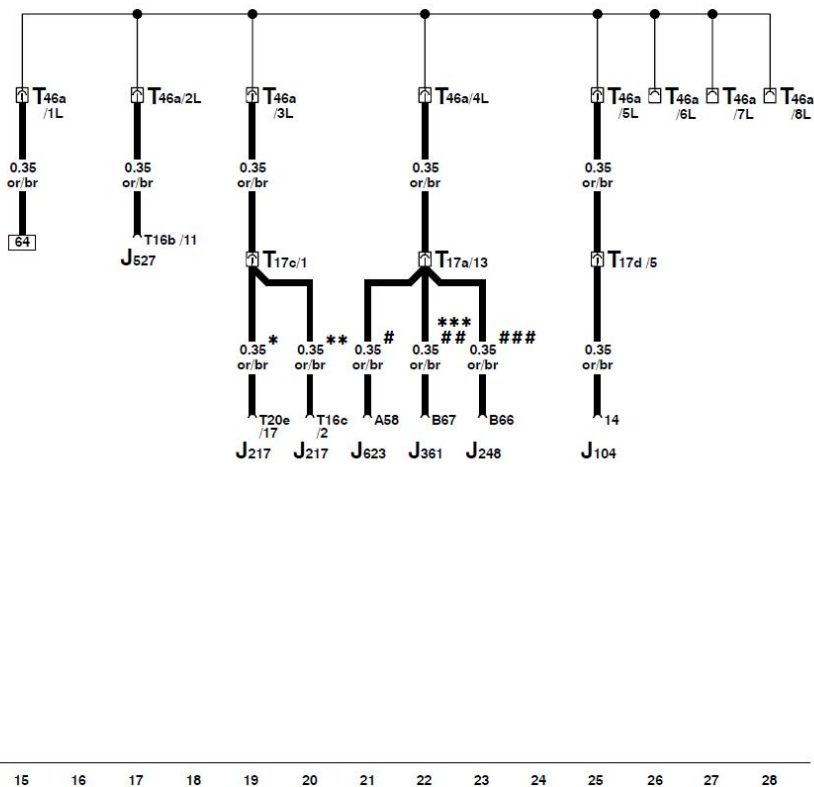 T46a /1L
T46a/2L
T46a /3L
T46a/4L
T46a /5L
T46a /6L
T46a /7L
T46a /8L
0.35 or/br
0.35 or/br
0.35 or/br
0.35 or/br
0.35 or/br
64
T16b /11
J527
T17c/1
T17a/13
T17d /5
*
**
#
***
##
###
0.35 or/br
0.35 or/br
0.35 or/br
0.35 or/br
0.35 or/br
0.35 or/br
T20e /17
T16c /2
A58
B67
B66
14
J217
J217
J623
J361
J248
J104
15 16 17 18 19 20 21 22 23 24 25 26 27 28